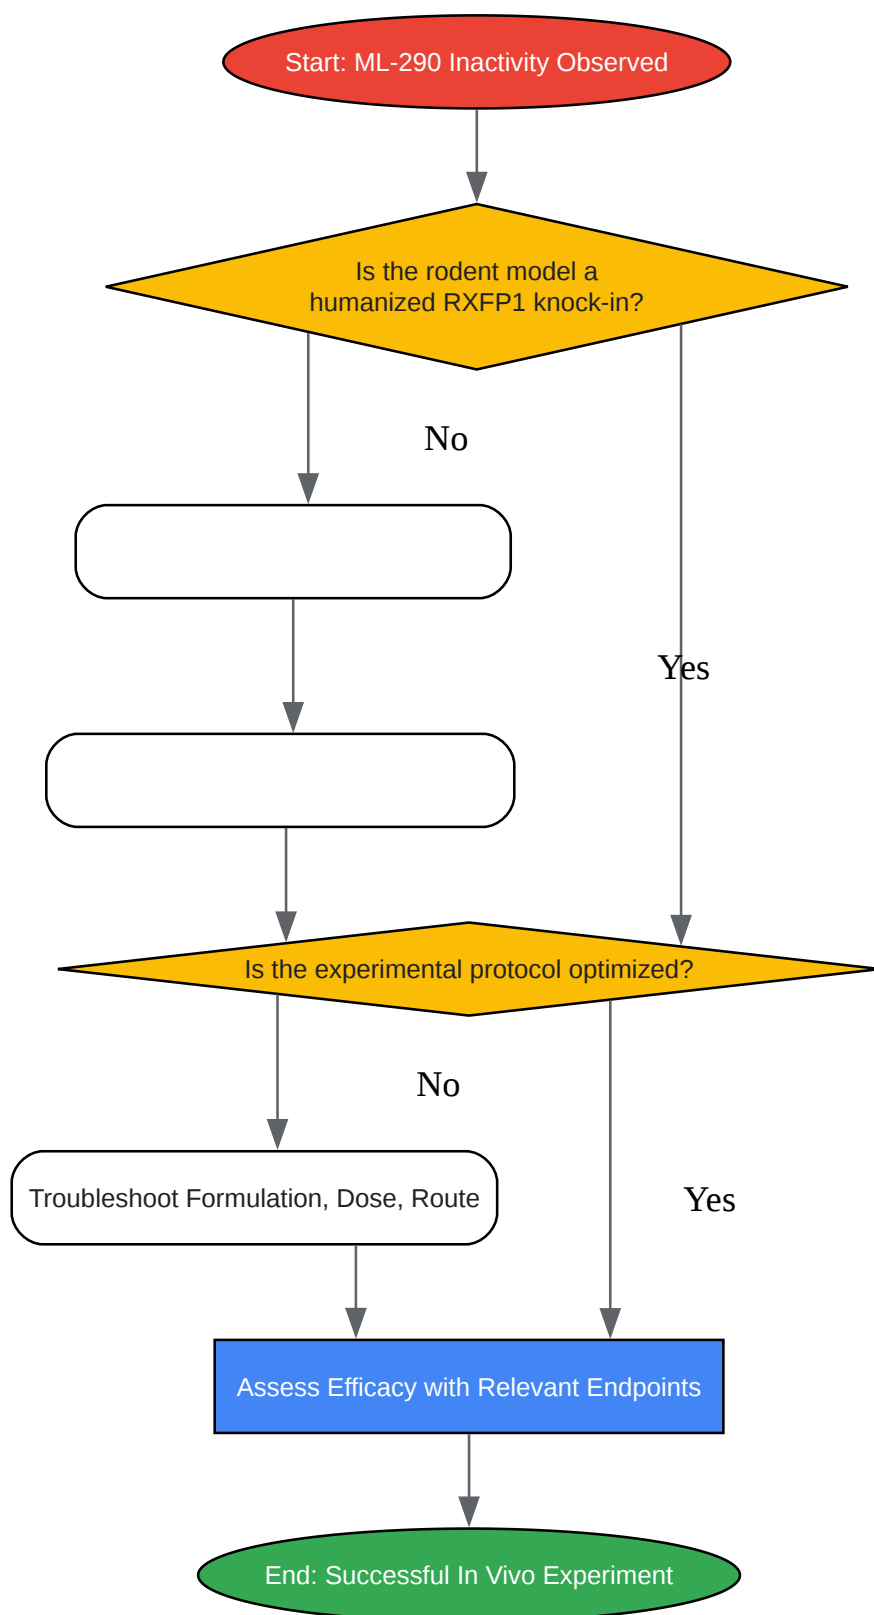 Start: ML-290 Inactivity Observed
Is the rodent model a
humanized RXFP1 knock-in?
No
Yes
Is the experimental protocol optimized?
No
Troubleshoot Formulation, Dose, Route
Yes
Assess Efficacy with Relevant Endpoints
End: Successful In Vivo Experiment